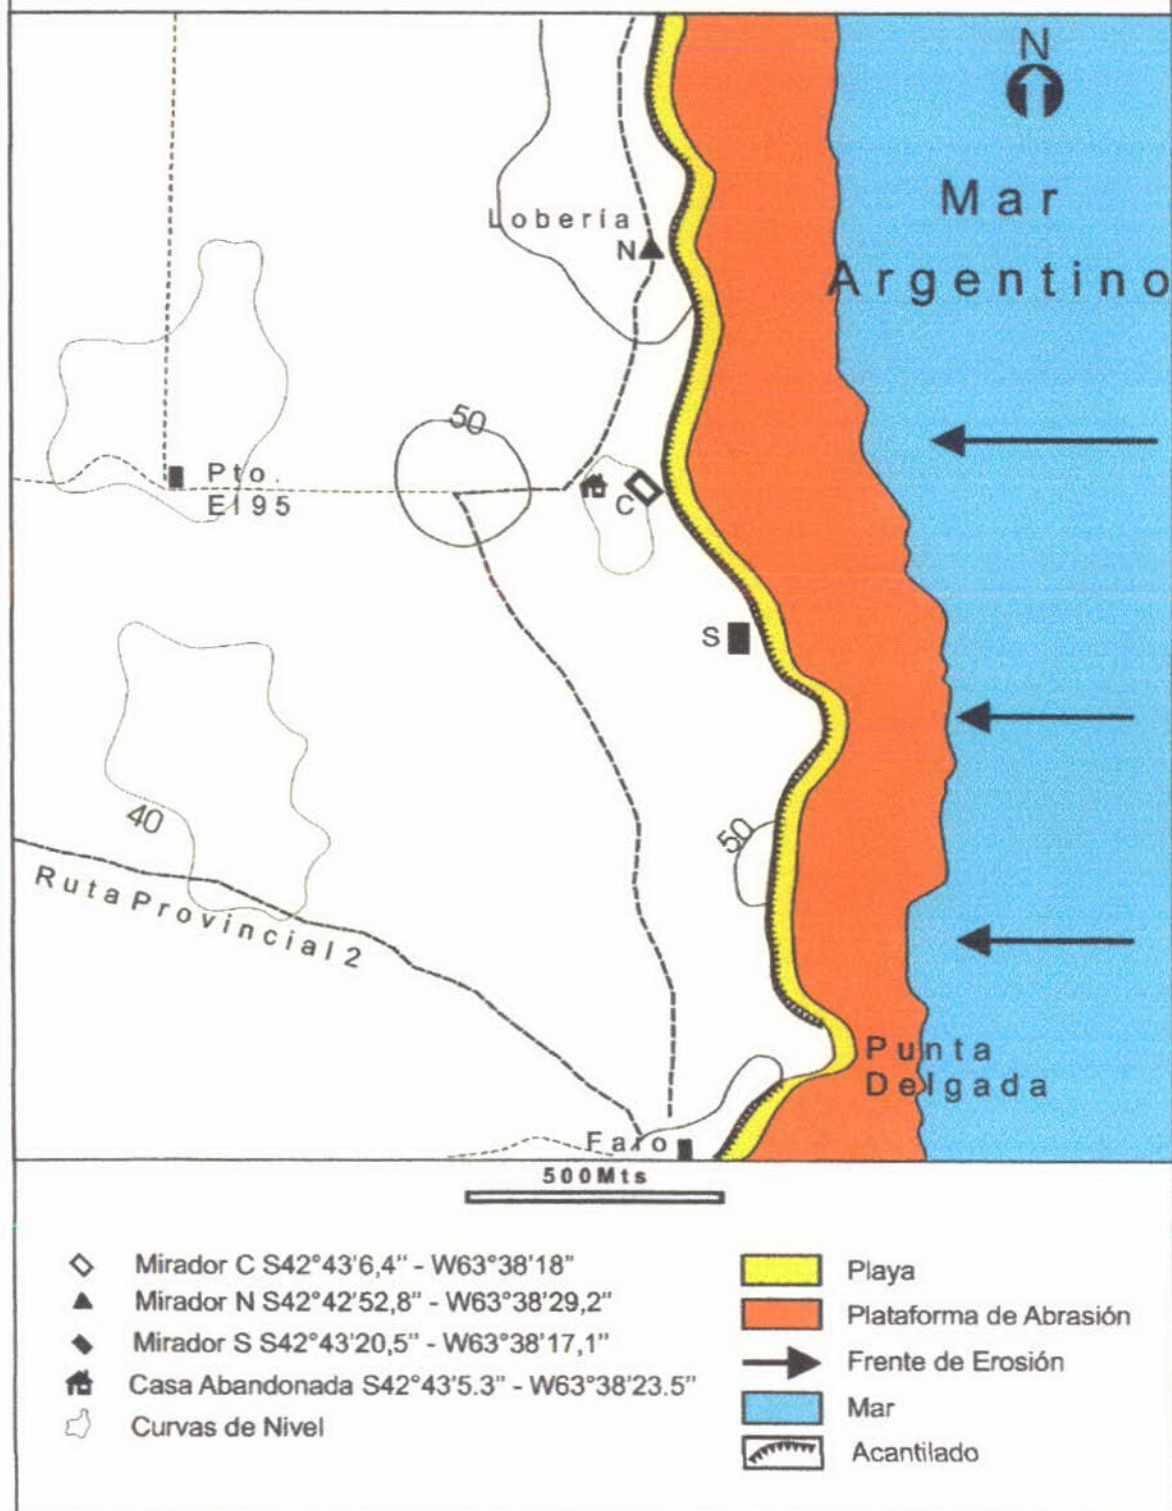 N
Mar
Argentino
Lobería
N
50
Pto.
El 95
C
S
40
50
Ruta Provincial 2
Punta
Delgada
Faro
500Mts
Mirador C S42°43'6,4" - W63°38'18"
Mirador N S42°42'52,8" - W63°38'29,2"
Mirador S S42°43'20,5" - W63°38'17,1"
Casa Abandonada S42°43'5.3" - W63°38'23.5"
Curvas de Nivel
Playa
Plataforma de Abrasión
Frente de Erosión
Mar
Acantilado